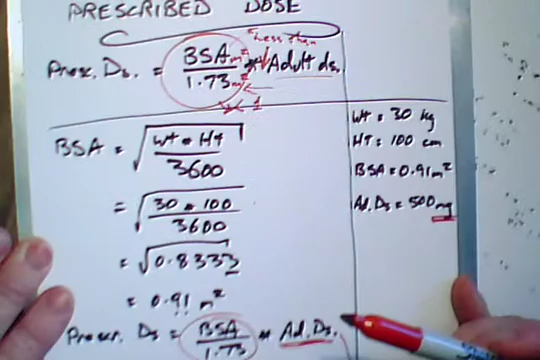 PRESCRIBED DOSE
"Less than
Presc. Ds. = BSA m² / 1.73 m² * ↓ Adult ds.
< 1
Wt = 30 kg
HT = 100 cm
BSA = 0.91 m²
Ad. Ds = 500 mg
BSA = √ Wt * Ht / 3600
= √ 30 * 100 / 3600
= √0.8333
= 0.91 m²
Prescr. Ds = BSA / 1.73 * Ad. Ds.